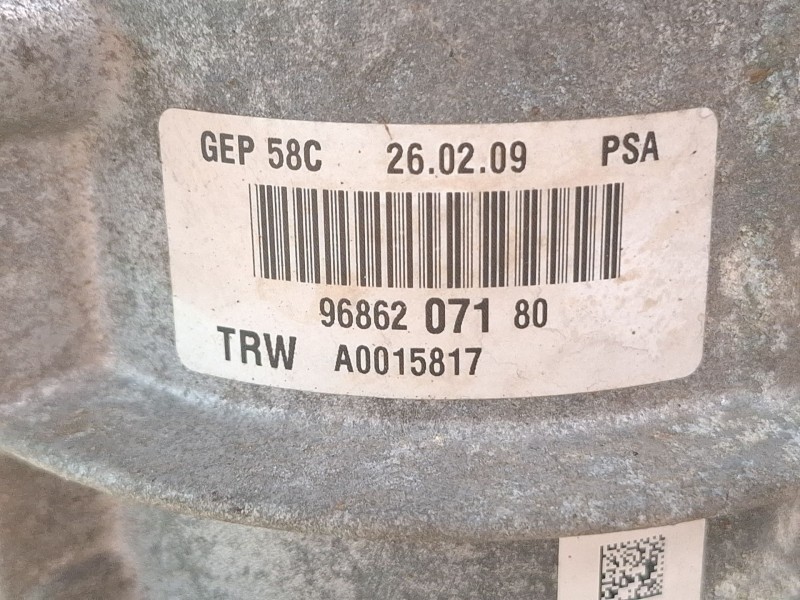 GEP 58C 26.02.09 PSA
96862 071 80
TRW A0015817